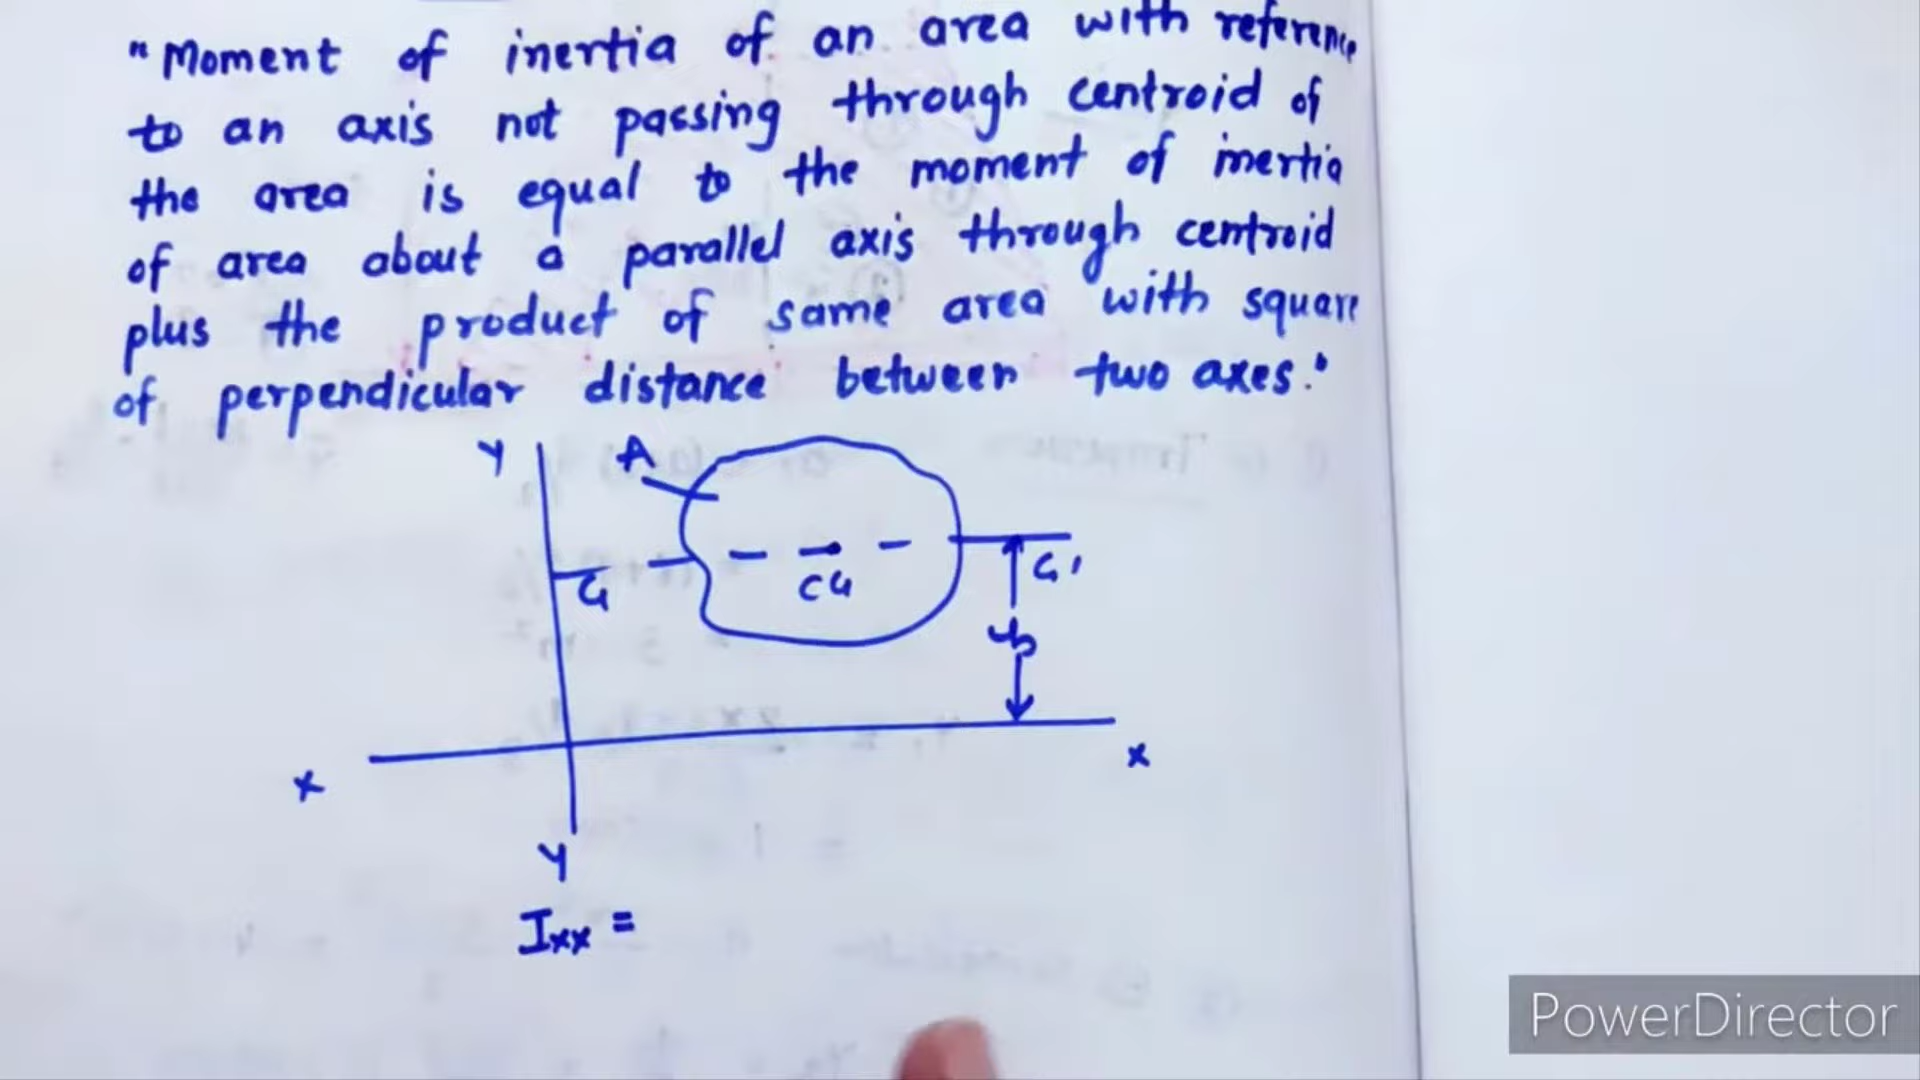 "Moment of inertia of an area with reference
to an axis not passing through centroid of
the area is equal to the moment of inertia
of area about a parallel axis through centroid
plus the product of same area with square
of perpendicular distance between two axes."
Y A
G CG G'
x x
Y
Ixx =
PowerDirector